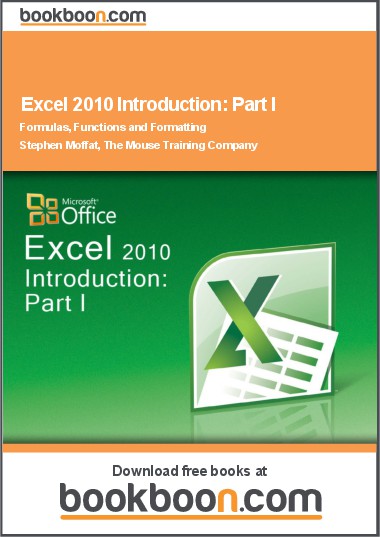 bookboon.com
Excel 2010 Introduction: Part I
Formulas, Functions and Formatting
Stephen Moffat, The Mouse Training Company
Microsoft®
Office
Excel 2010
Introduction:
Part I
Download free books at
bookboon.com